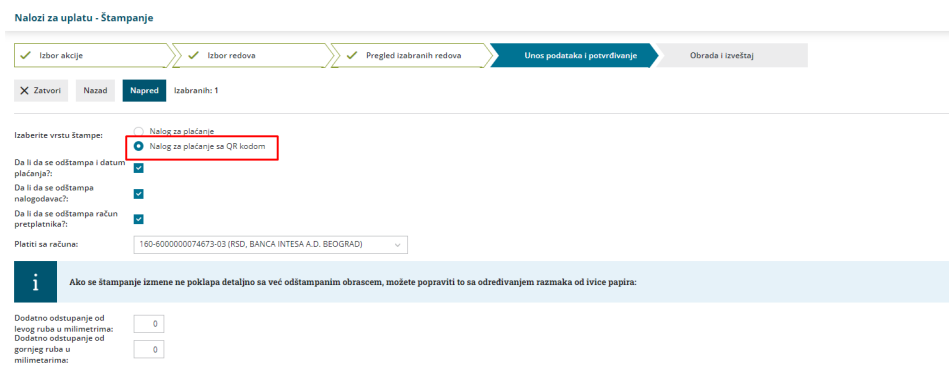 Nalozi za uplatu - Štampanje
Izbor akcije
Izbor redova
Pregled izabranih redova
Unos podataka i potvrđivanje
Obrada i izveštaj
Zatvori
Nazad
Napred
Izabranih: 1
Izaberite vrstu štampe:
Nalog za plaćanje
Nalog za plaćanje sa QR kodom
Da li da se odštampa i datum
plaćanja?:
Da li da se odštampa
nalogodavac?:
Da li da se odštampa račun
pretplatnika?:
Platiti sa računa:
160-6000000074673-03 (RSD, BANCA INTESA A.D. BEOGRAD)
i
Ako se štampanje izmene ne poklapa detaljno sa već odštampanim obrascem, možete popraviti to sa određivanjem razmaka od ivice papira:
Dodatno odstupanje od
levog ruba u milimetrima:
0
Dodatno odstupanje od
gornjeg ruba u
milimetarima:
0